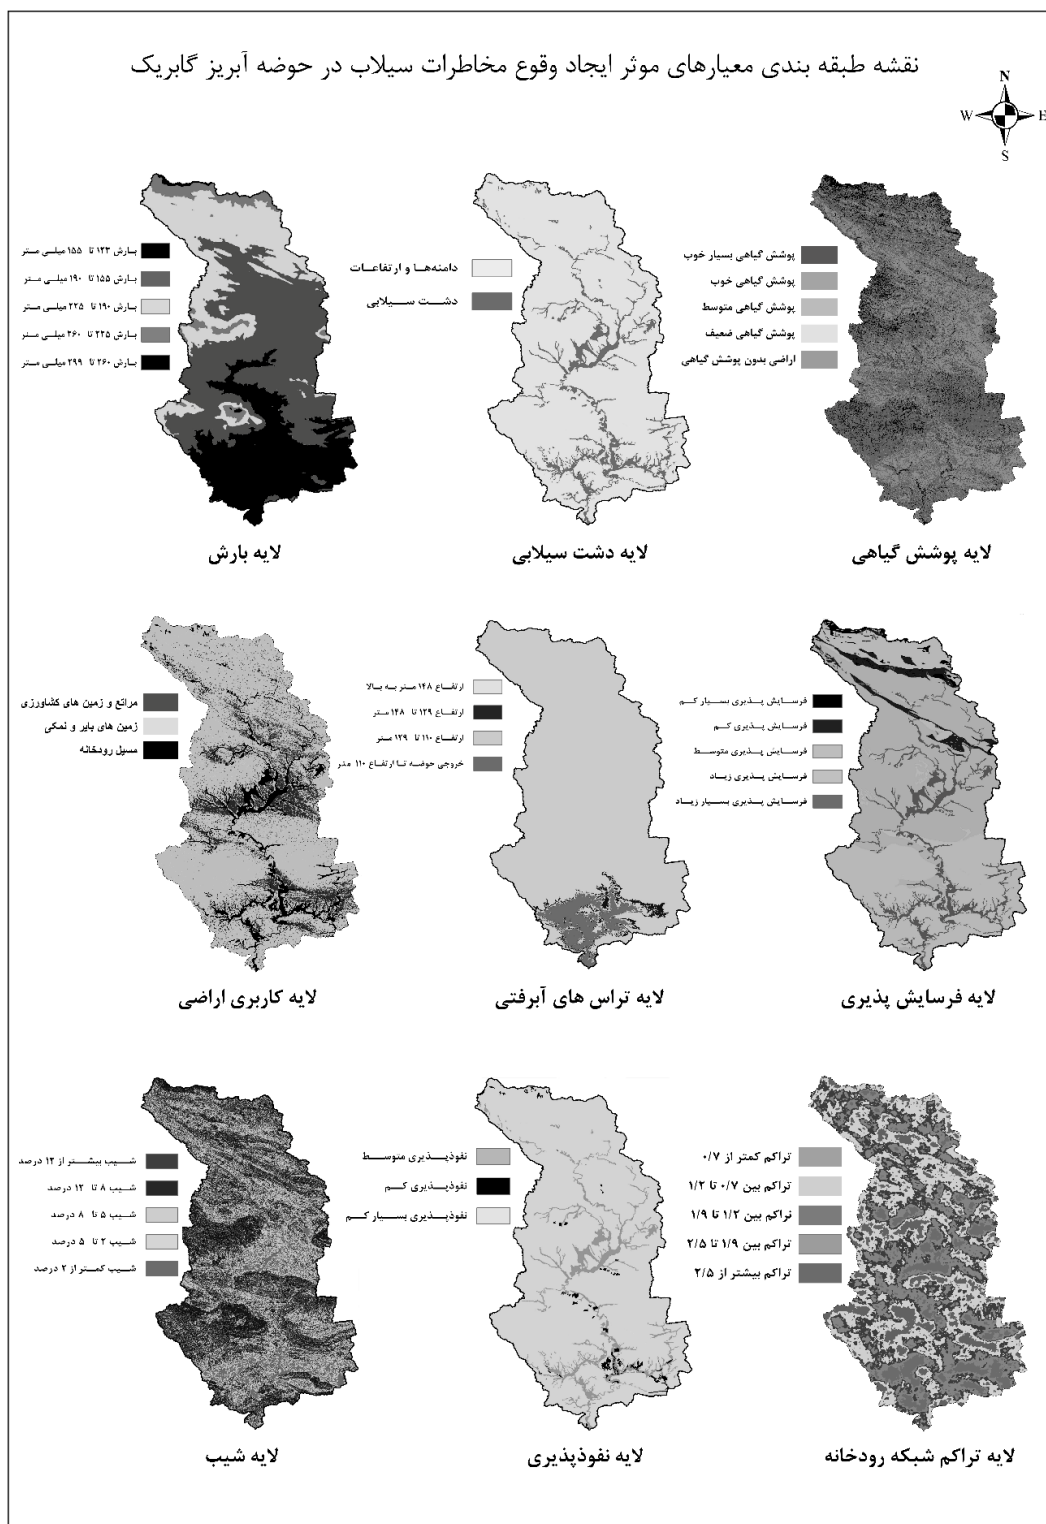 نقشه طبقه بندی معیارهای موثر ایجاد وقوع مخاطرات سیلاب در حوضه آبریز گابریک
N
W E
S
پوشش گیاهی بسیار خوب
پوشش گیاهی خوب
پوشش گیاهی متوسط
پوشش گیاهی ضعیف
اراضی بدون پوشش گیاهی
لایه پوشش گیاهی
دامنه‌ها و ارتفاعات
دشت سیلابی
لایه دشت سیلابی
بارش ۱۲۳ تا ۱۵۵ میلی متر
بارش ۱۵۵ تا ۱۹۰ میلی متر
بارش ۱۹۰ تا ۲۲۵ میلی متر
بارش ۲۲۵ تا ۲۶۰ میلی متر
بارش ۲۶۰ تا ۲۹۹ میلی متر
لایه بارش
فرسایش پذیری بسیار کم
فرسایش پذیری کم
فرسایش پذیری متوسط
فرسایش پذیری زیاد
فرسایش پذیری بسیار زیاد
لایه فرسایش پذیری
ارتفاع ۱۴۸ متر به بالا
ارتفاع ۱۲۹ تا ۱۴۸ متر
ارتفاع ۱۱۰ تا ۱۲۹ متر
خروجی حوضه تا ارتفاع ۱۱۰ متر
لایه تراس های آبرفتی
مراتع و زمین های کشاورزی
زمین های بایر و نمکی
مسیل رودخانه
لایه کاربری اراضی
تراکم کمتر از ۰/۷
تراکم بین ۰/۷ تا ۱/۲
تراکم بین ۱/۲ تا ۱/۹
تراکم بین ۱/۹ تا ۲/۵
تراکم بیشتر از ۲/۵
لایه تراکم شبکه رودخانه
نفوذپذیری متوسط
نفوذپذیری کم
نفوذپذیری بسیار کم
لایه نفوذپذیری
شیب بیشتر از ۱۲ درصد
شیب ۸ تا ۱۲ درصد
شیب ۵ تا ۸ درصد
شیب ۲ تا ۵ درصد
شیب کمتر از ۲ درصد
لایه شیب